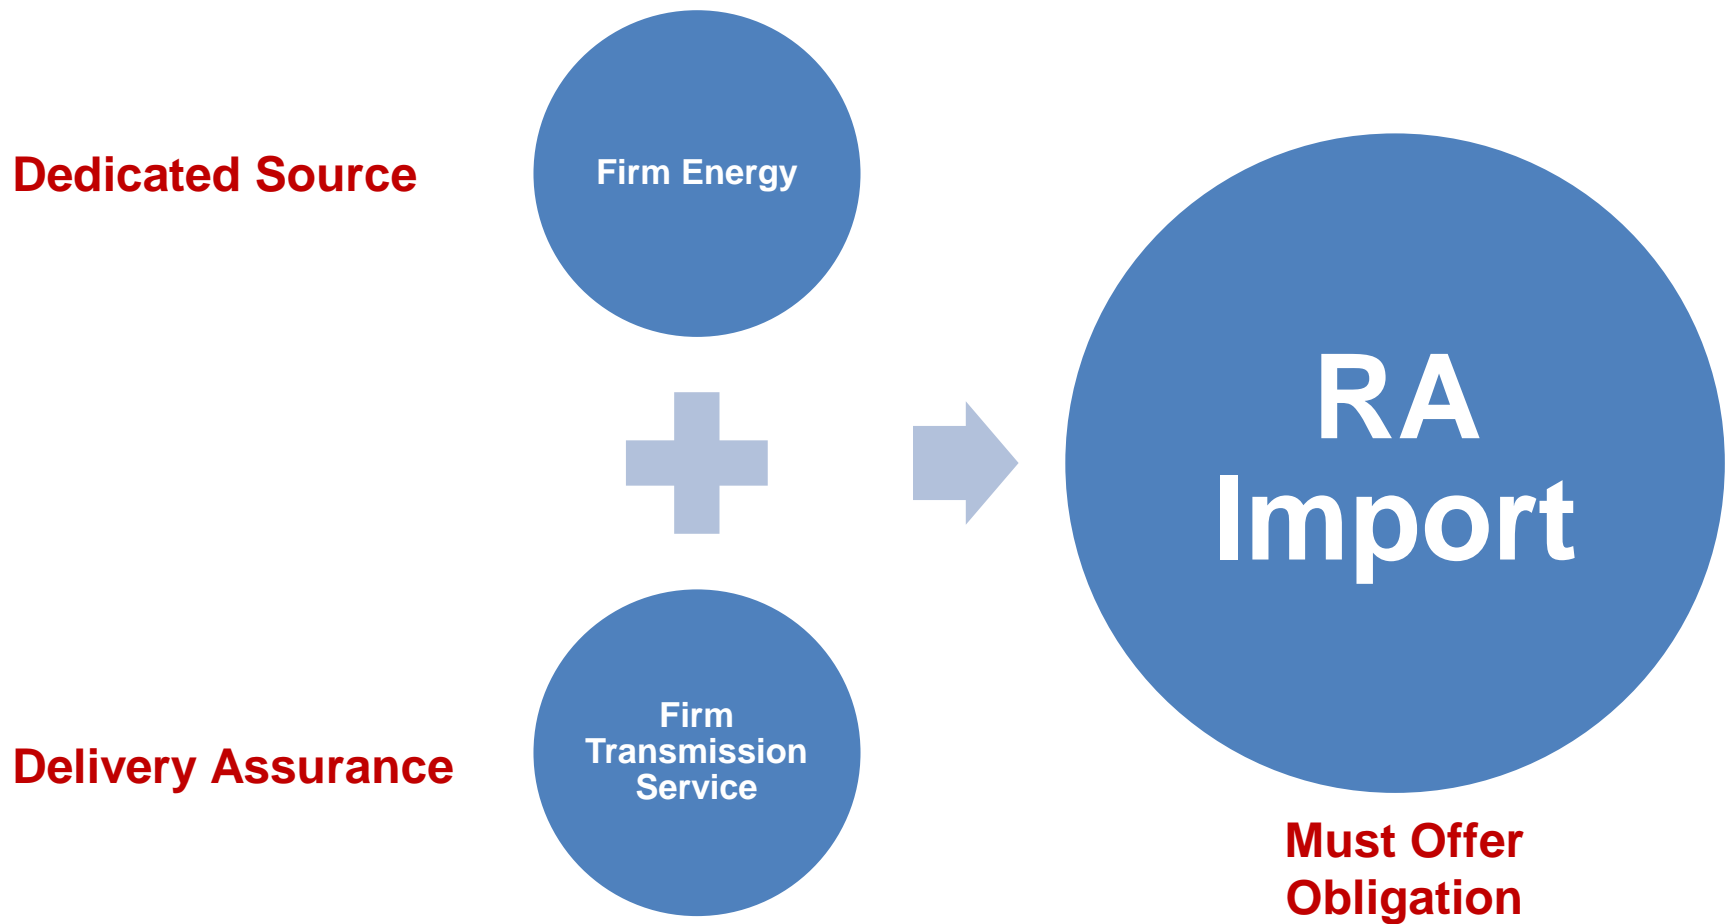 Dedicated Source
Firm Energy
RA
Import
Firm
Transmission
Service
Delivery Assurance
Must Offer
Obligation